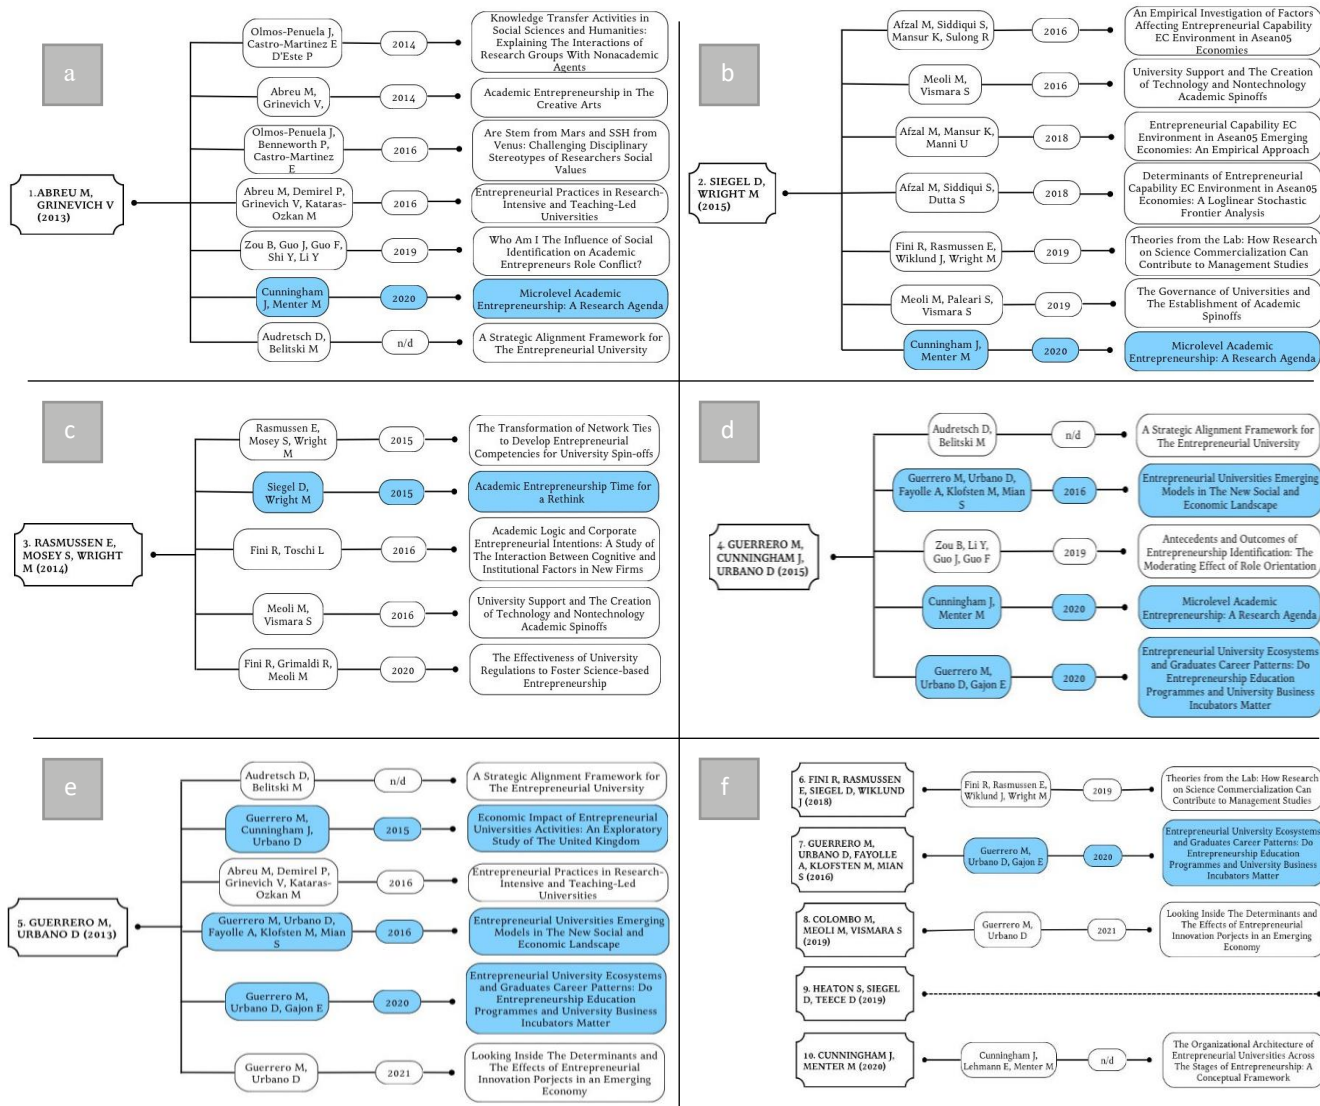 a
1. ABREU M,
GRINEVICH V
(2013)
Olmos-Penuela J,
Castro-Martinez E
D'Este P
2014
Knowledge Transfer Activities in
Social Sciences and Humanities:
Explaining The Interactions of
Research Groups With Nonacademic
Agents
Abreu M,
Grinevich V,
2014
Academic Entrepreneurship in The
Creative Arts
Olmos-Penuela J,
Benneworth P,
Castro-Martinez
E
2016
Are Stem from Mars and SSH from
Venus: Challenging Disciplinary
Stereotypes of Researchers Social
Values
Abreu M, Demirel P,
Grinevich V, Kataras-
Ozkan M
2016
Entrepreneurial Practices in Research-
Intensive and Teaching-Led
Universities
Zou B, Guo J, Guo F,
Shi Y, Li Y
2019
Who Am I The Influence of Social
Identification on Academic
Entrepreneurs Role Conflict?
Cunningham
J, Menter M
2020
Microlevel Academic
Entrepreneurship: A Research Agenda
Audretsch D,
Belitski M
n/d
A Strategic Alignment Framework for
The Entrepreneurial University
b
2. SIEGEL D,
WRIGHT M
(2015)
Afzal M, Siddiqui S,
Mansur K, Sulong R
2016
An Empirical Investigation of Factors
Affecting Entrepreneurial Capability
EC Environment in Asean05
Economies
Meoli M,
Vismara S
2016
University Support and The Creation
of Technology and Nontechnology
Academic Spinoffs
Afzal M, Mansur K,
Manni U
2018
Entrepreneurial Capability EC
Environment in Asean05 Emerging
Economies: An Empirical Approach
Afzal M, Siddiqui S,
Dutta S
2018
Determinants of Entrepreneurial
Capability EC Environment in Asean05
Economies: A Loglinear Stochastic
Frontier Analysis
Fini R, Rasmussen E,
Wiklund J, Wright M
2019
Theories from the Lab: How Research
on Science Commercialization Can
Contribute to Management Studies
Meoli M, Paleari S,
Vismara S
2019
The Governance of Universities and
The Establishment of Academic
Spinoffs
Cunningham J,
Menter M
2020
Microlevel Academic
Entrepreneurship: A Research Agenda
c
3. RASMUSSEN E,
MOSEY S, WRIGHT
M (2014)
Rasmussen E,
Mosey S, Wright
M
2015
The Transformation of Network Ties
to Develop Entrepreneurial
Competencies for University Spin-offs
Siegel D,
Wright M
2015
Academic Entrepreneurship Time for
a Rethink
Fini R, Toschi L
2016
Academic Logic and Corporate
Entrepreneurial Intentions: A Study of
The Interaction Between Cognitive and
Institutional Factors in New Firms
Meoli M,
Vismara S
2016
University Support and The Creation
of Technology and Nontechnology
Academic Spinoffs
Fini R, Grimaldi R,
Meoli M
2020
The Effectiveness of University
Regulations to Foster Science-based
Entrepreneurship
d
4. GUERRERO M,
CUNNINGHAM J,
URBANO D (2015)
Audretsch D,
Belitski M
n/d
A Strategic Alignment Framework for
The Entrepreneurial University
Guerrero M, Urbano D,
Fayolle A, Klofsten M, Mian
S
2016
Entrepreneurial Universities Emerging
Models in The New Social and
Economic Landscape
Zou B, Li Y,
Guo J, Guo F
2019
Antecedents and Outcomes of
Entrepreneurship Identification: The
Moderating Effect of Role Orientation
Cunningham J,
Menter M
2020
Microlevel Academic
Entrepreneurship: A Research Agenda
Guerrero M,
Urbano D, Gajon E
2020
Entrepreneurial University Ecosystems
and Graduates Career Patterns: Do
Entrepreneurship Education
Programmes and University Business
Incubators Matter
e
5. GUERRERO M,
URBANO D (2013)
Audretsch D,
Belitski M
n/d
A Strategic Alignment Framework for
The Entrepreneurial University
Guerrero M,
Cunningham J,
Urbano D
2015
Economic Impact of Entrepreneurial
Universities Activities: An Exploratory
Study of The United Kingdom
Abreu M, Demirel P,
Grinevich V, Kataras-
Ozkan M
2016
Entrepreneurial Practices in Research-
Intensive and Teaching-Led
Universities
Guerrero M, Urbano D,
Fayolle A, Klofsten M, Mian
S
2016
Entrepreneurial Universities Emerging
Models in The New Social and
Economic Landscape
Guerrero M,
Urbano D, Gajon E
2020
Entrepreneurial University Ecosystems
and Graduates Career Patterns: Do
Entrepreneurship Education
Programmes and University Business
Incubators Matter
Guerrero M,
Urbano D
2021
Looking Inside The Determinants and
The Effects of Entrepreneurial
Innovation Porjects in an Emerging
Economy
f
6. FINI R, RASMUSSEN
E, SIEGEL D, WIKLUND
J (2018)
Fini R, Rasmussen E,
Wiklund J, Wright M
2019
Theories from the Lab: How Research
on Science Commercialization Can
Contribute to Management Studies
7. GUERRERO M,
URBANO D, FAYOLLE
A, KLOFSTEN M, MIAN
S (2016)
Guerrero M,
Urbano D, Gajon E
2020
Entrepreneurial University Ecosystems
and Graduates Career Patterns: Do
Entrepreneurship Education
Programmes and University Business
Incubators Matter
8. COLOMBO M,
MEOLI M, VISMARA S
(2019)
Guerrero M,
Urbano D
2021
Looking Inside The Determinants and
The Effects of Entrepreneurial
Innovation Porjects in an Emerging
Economy
9. HEATON S, SIEGEL
D, TEECE D (2019)
10. CUNNINGHAM J,
MENTER M (2020)
Cunningham J,
Lehmann E, Menter M
n/d
The Organizational Architecture of
Entrepreneurial Universities Across
The Stages of Entrepreneurship: A
Conceptual Framework